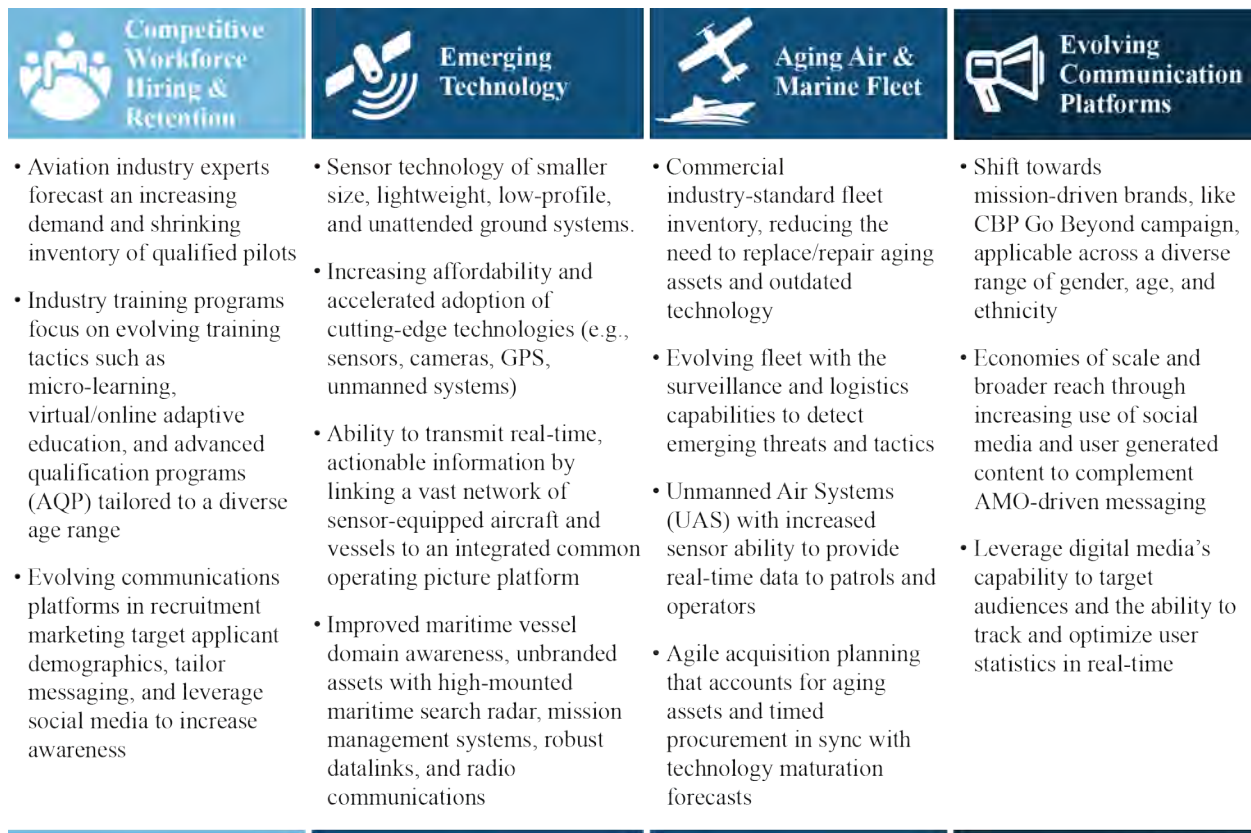 Competitive
Workforce
Hiring &
Retention
• Aviation industry experts
forecast an increasing
demand and shrinking
inventory of qualified pilots
• Industry training programs
focus on evolving training
tactics such as
micro-learning,
virtual/online adaptive
education, and advanced
qualification programs
(AQP) tailored to a diverse
age range
• Evolving communications
platforms in recruitment
marketing target applicant
demographics, tailor
messaging, and leverage
social media to increase
awareness
Emerging
Technology
• Sensor technology of smaller
size, lightweight, low-profile,
and unattended ground systems.
• Increasing affordability and
accelerated adoption of
cutting-edge technologies (e.g.,
sensors, cameras, GPS,
unmanned systems)
• Ability to transmit real-time,
actionable information by
linking a vast network of
sensor-equipped aircraft and
vessels to an integrated common
operating picture platform
• Improved maritime vessel
domain awareness, unbranded
assets with high-mounted
maritime search radar, mission
management systems, robust
datalinks, and radio
communications
Aging Air &
Marine Fleet
• Commercial
industry-standard fleet
inventory, reducing the
need to replace/repair aging
assets and outdated
technology
• Evolving fleet with the
surveillance and logistics
capabilities to detect
emerging threats and tactics
• Unmanned Air Systems
(UAS) with increased
sensor ability to provide
real-time data to patrols and
operators
• Agile acquisition planning
that accounts for aging
assets and timed
procurement in sync with
technology maturation
forecasts
Evolving
Communication
Platforms
• Shift towards
mission-driven brands, like
CBP Go Beyond campaign,
applicable across a diverse
range of gender, age, and
ethnicity
• Economies of scale and
broader reach through
increasing use of social
media and user generated
content to complement
AMO-driven messaging
• Leverage digital media’s
capability to target
audiences and the ability to
track and optimize user
statistics in real-time